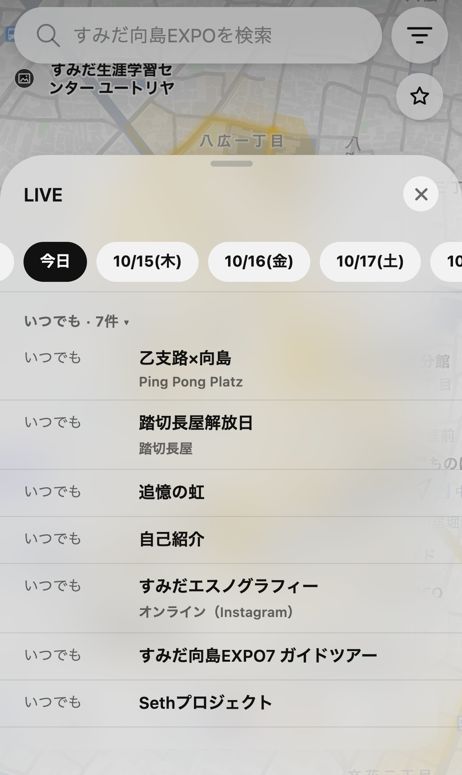 すみだ向島EXPOを検索
すみだ生涯学習セ
ンター ユートリヤ
八広一丁目
八
LIVE
今日
10/15(木)
10/16(金)
10/17(土)
10
いつでも · 7件 ▾
いつでも
乙支路×向島
Ping Pong Platz
いつでも
踏切長屋解放日
踏切長屋
いつでも
追憶の虹
いつでも
自己紹介
いつでも
すみだエスノグラフィー
オンライン（Instagram）
いつでも
すみだ向島EXPO7 ガイドツアー
いつでも
Sethプロジェクト